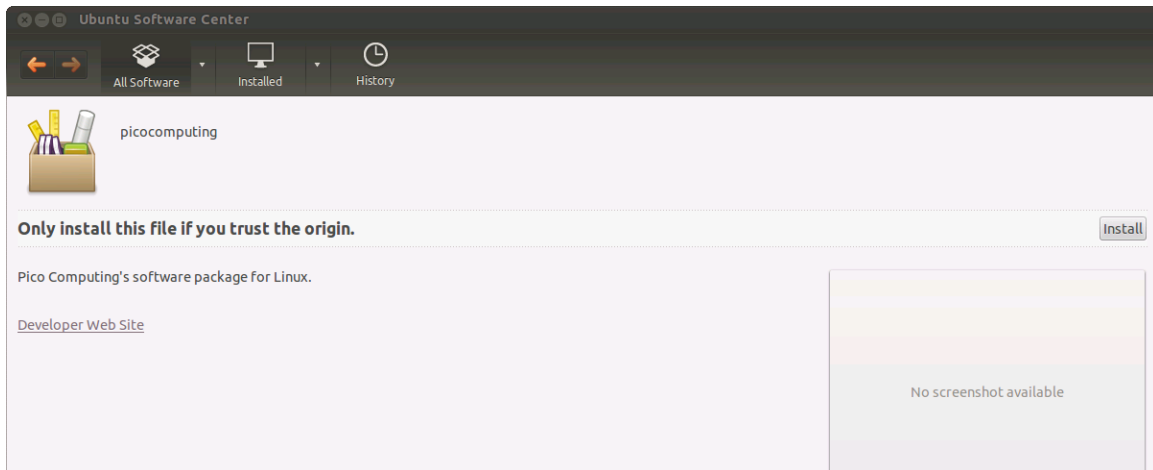 Ubuntu Software Center
All Software
Installed
History
picocomputing
Only install this file if you trust the origin.
Install
Pico Computing's software package for Linux.
Developer Web Site
No screenshot available